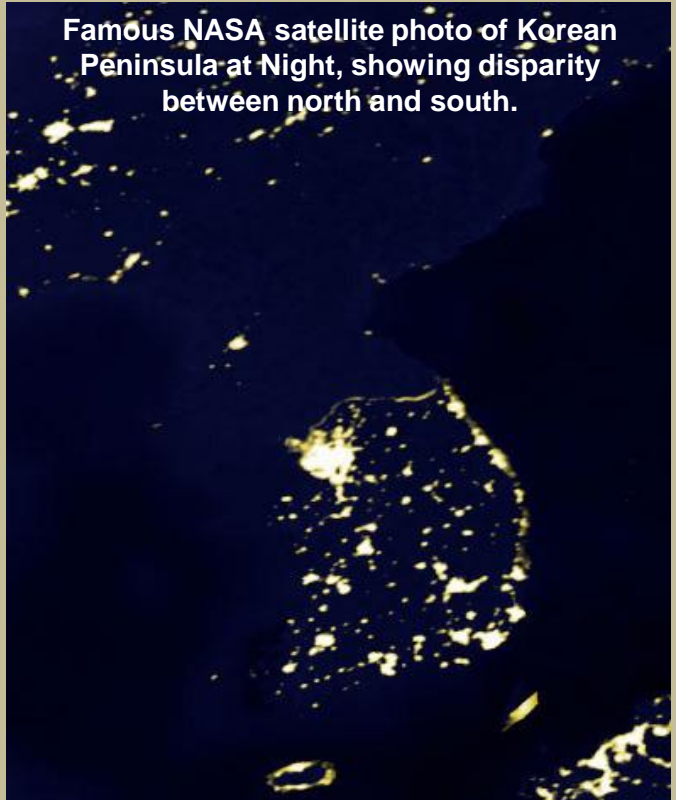 Famous NASA satellite photo of Korean
Peninsula at Night, showing disparity
between north and south.